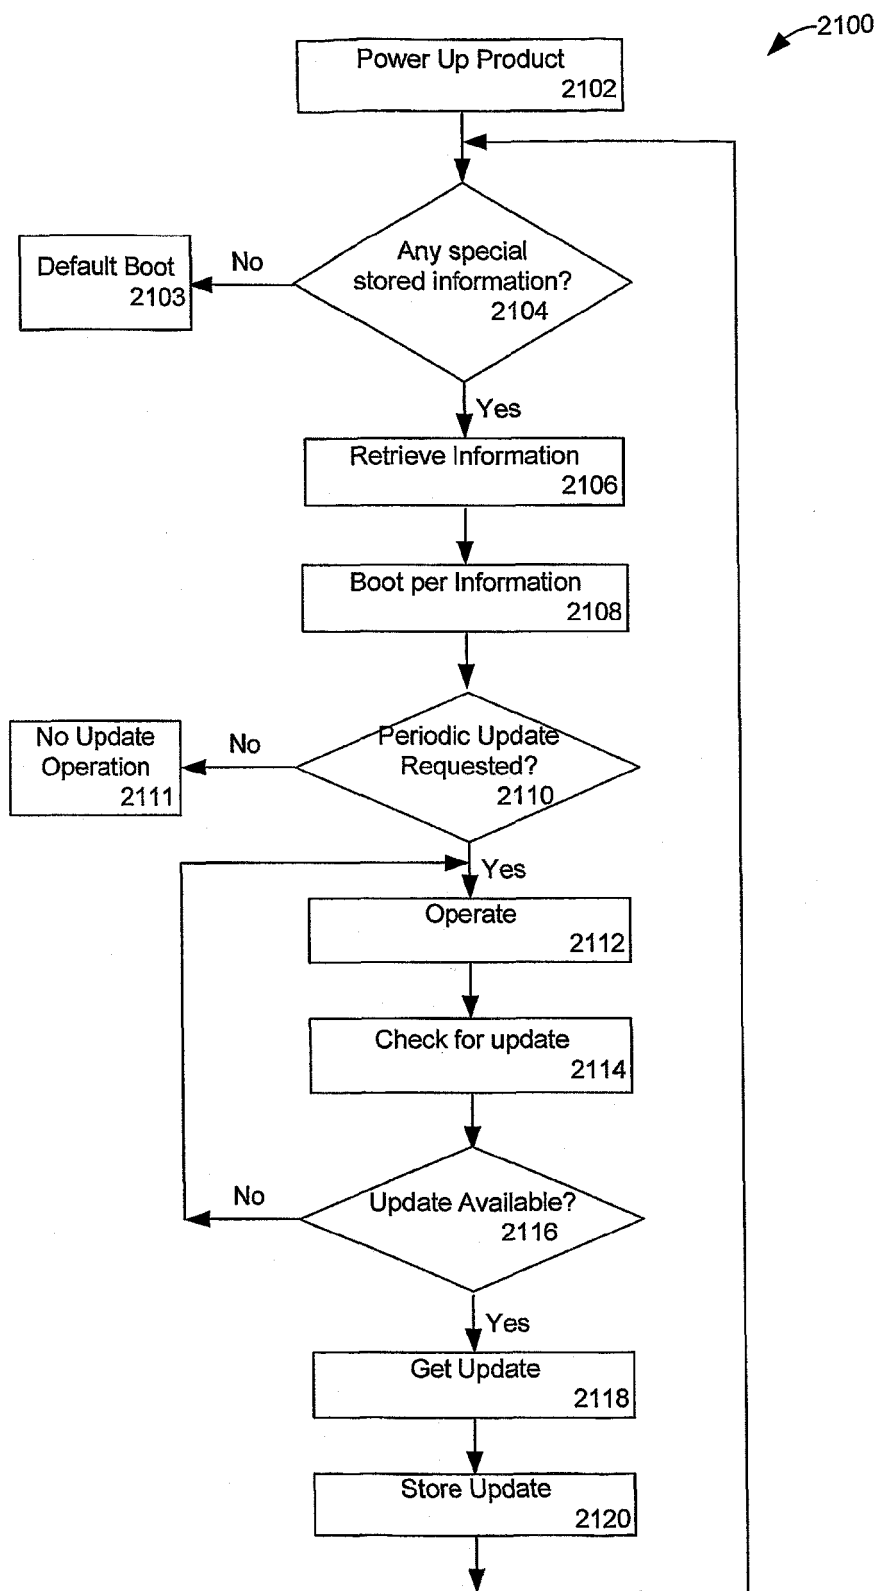 2100
Power Up Product
2102
Any special
stored information?
2104
No
Default Boot
2103
Yes
Retrieve Information
2106
Boot per Information
2108
Periodic Update
Requested?
2110
No
No Update
Operation
2111
Yes
Operate
2112
Check for update
2114
Update Available?
2116
No
Yes
Get Update
2118
Store Update
2120